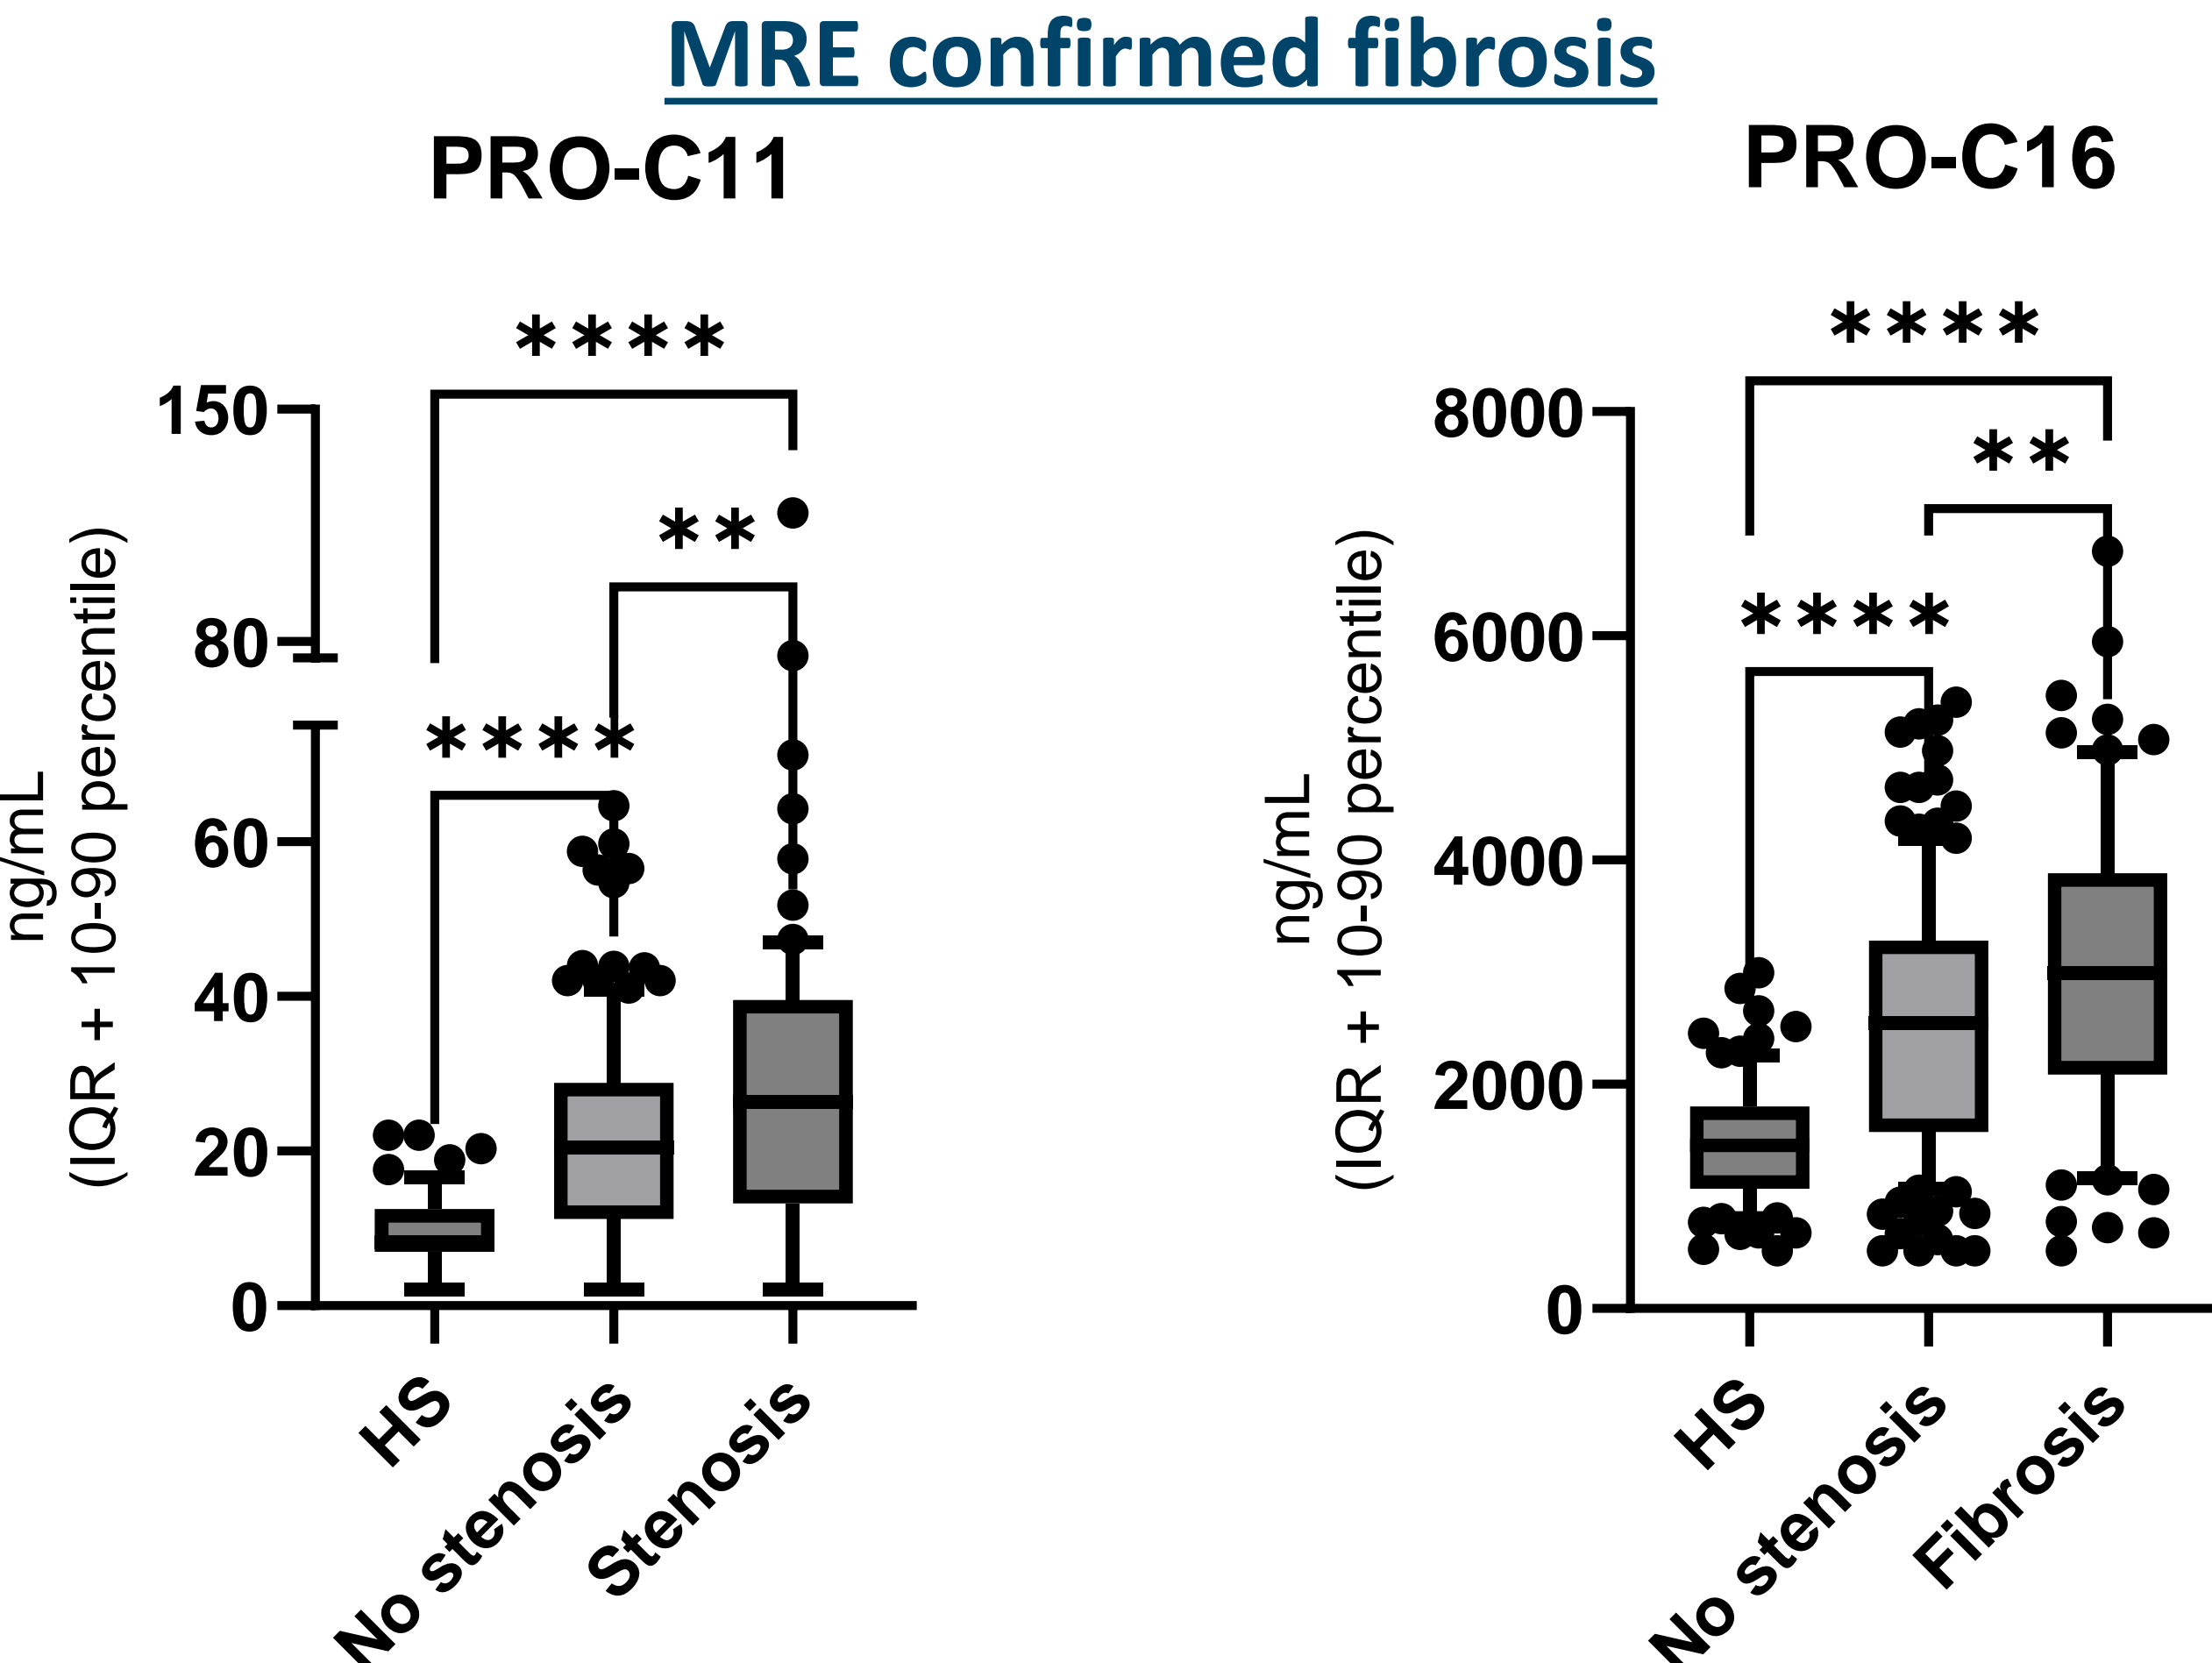 MRE confirmed fibrosis
PRO-C11
ng/mL
(IQR + 10-90 percentile)
150
80
60
40
20
0
****
**
****
HS
No stenosis
Stenosis
PRO-C16
ng/mL
(IQR + 10-90 percentile)
8000
6000
4000
2000
0
****
**
****
HS
No stenosis
Fibrosis